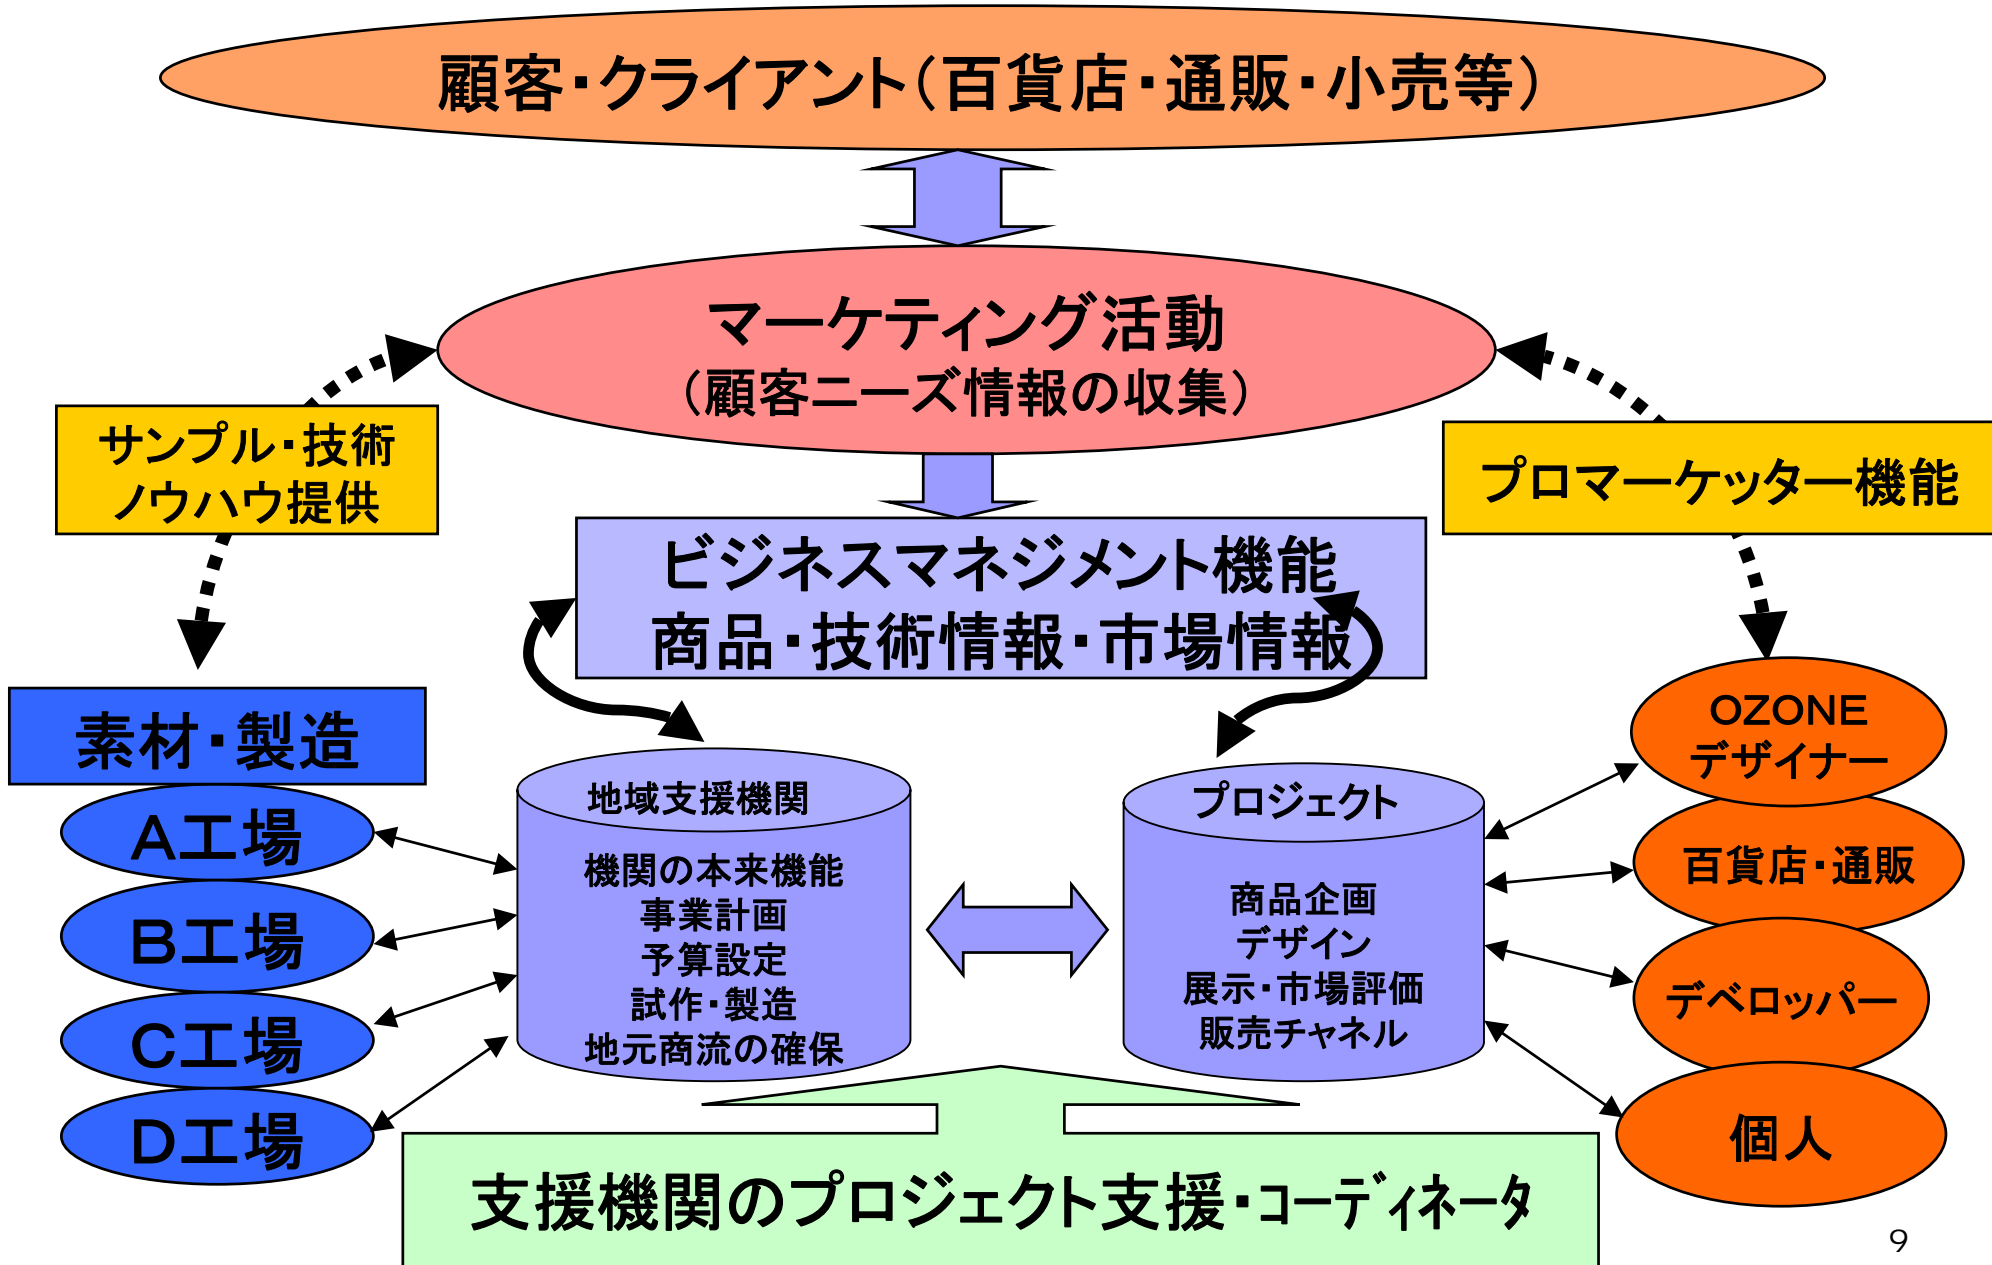 顧客・クライアント（百貨店・通販・小売等）
マーケティング活動
（顧客ニーズ情報の収集）
サンプル・技術
ノウハウ提供
プロマーケッター機能
ビジネスマネジメント機能
商品・技術情報・市場情報
素材・製造
A工場
B工場
C工場
D工場
地域支援機関
機関の本来機能
事業計画
予算設定
試作・製造
地元商流の確保
プロジェクト
商品企画
デザイン
展示・市場評価
販売チャネル
OZONE
デザイナー
百貨店・通販
デベロッパー
個人
支援機関のプロジェクト支援・コーディネータ
9